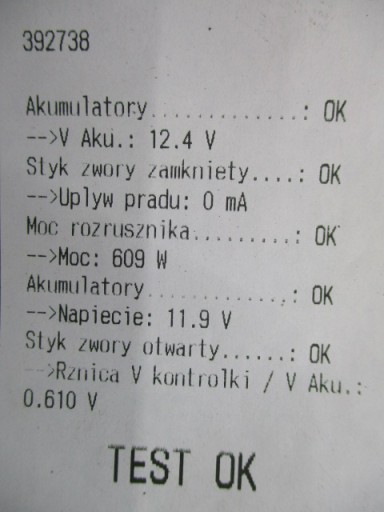 392738
Akumulatory.............: OK
-->V Aku.: 12.4 V
Styk zwory zamkniety....: OK
-->Uplyw pradu: 0 mA
Moc rozrusznika.........: OK
-->Moc: 609 W
Akumulatory.............: OK
-->Napiecie: 11.9 V
Styk zwory otwarty......: OK
-->Rznica V kontrolki / V Aku.:
0.610 V
TEST OK